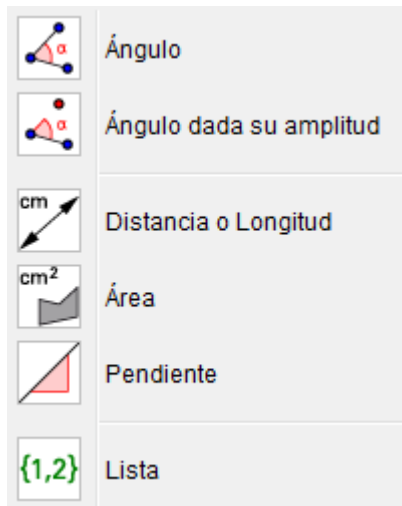 α Ángulo
α Ángulo dada su amplitud
cm Distancia o Longitud
cm² Área
Pendiente
{1,2} Lista